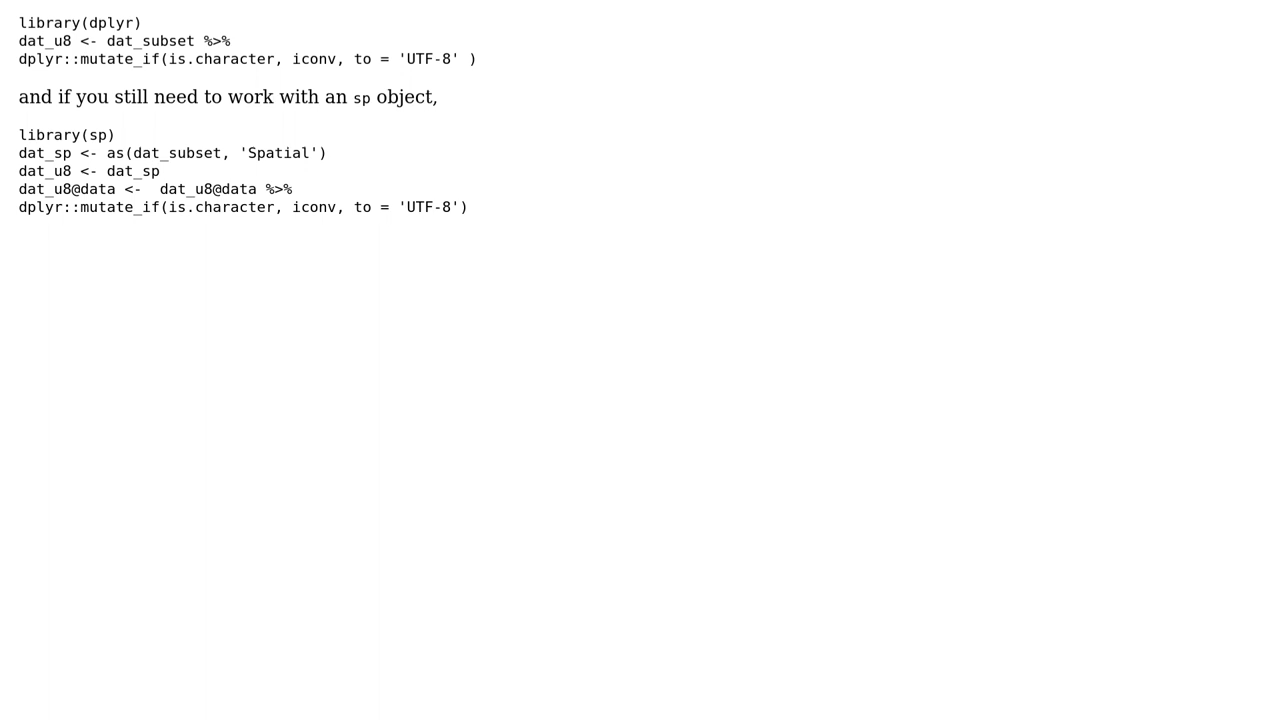 library(dplyr)
dat_u8 <- dat_subset %>%
dplyr::mutate_if(is.character, iconv, to = 'UTF-8' )
and if you still need to work with an sp object,
library(sp)
dat_sp <- as(dat_subset, 'Spatial')
dat_u8 <- dat_sp
dat_u8@data <-  dat_u8@data %>%
dplyr::mutate_if(is.character, iconv, to = 'UTF-8')